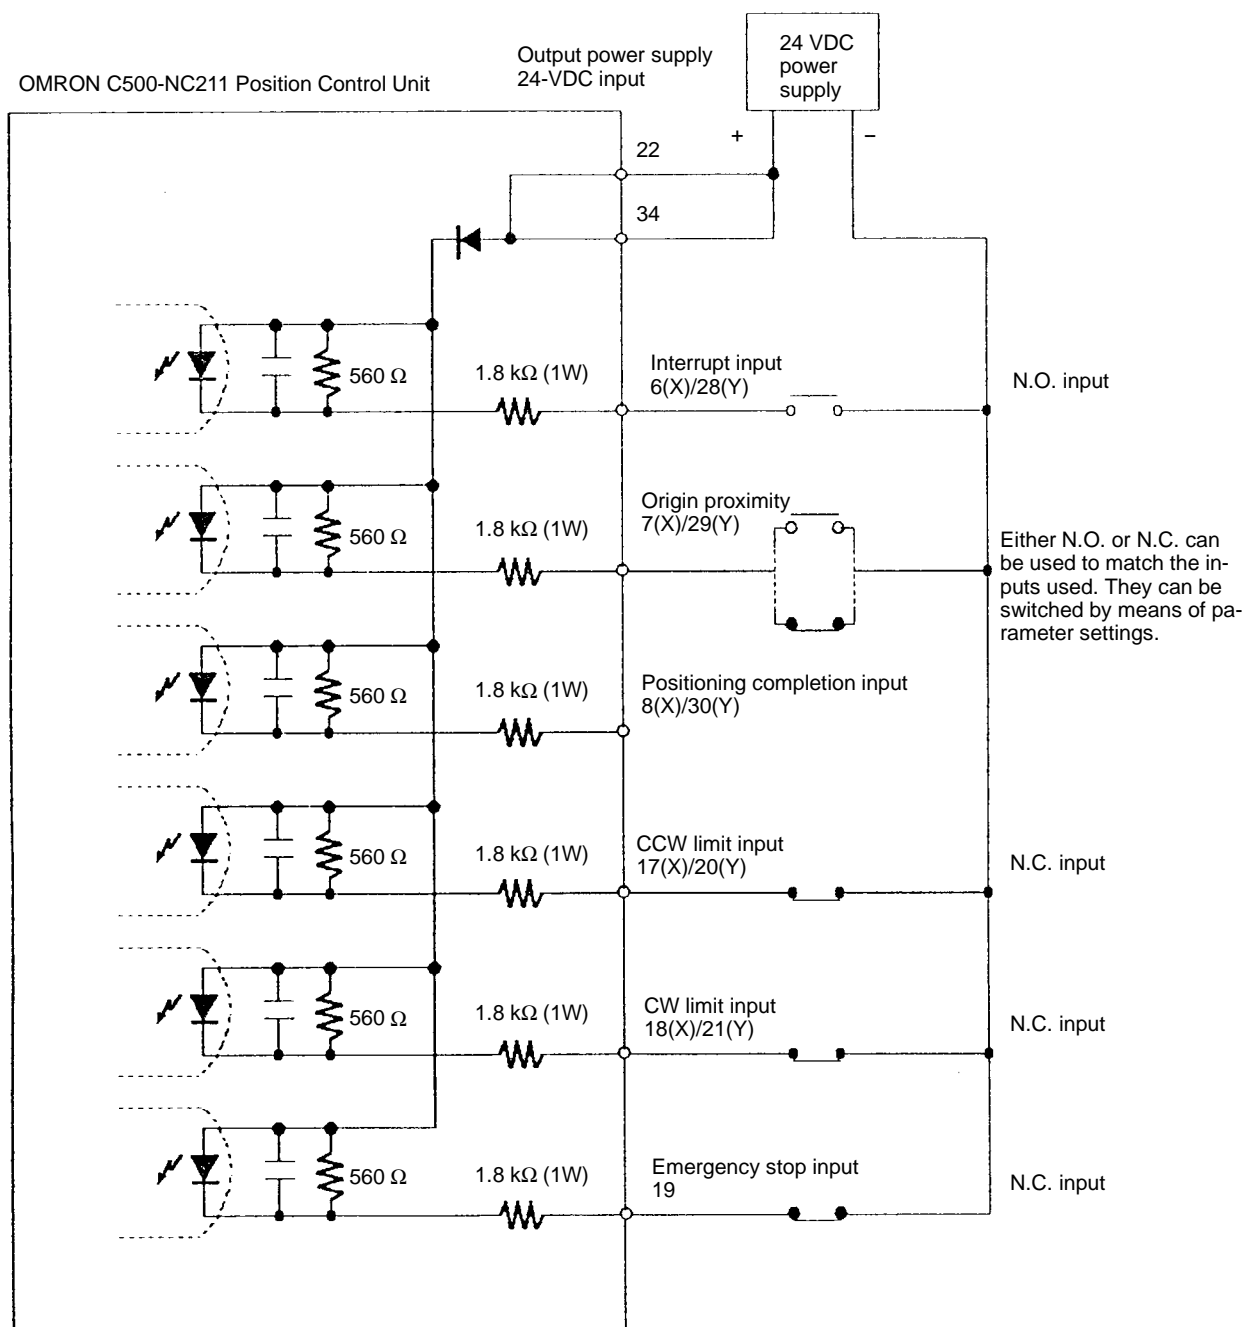 24 VDC
power
supply
Output power supply
24-VDC input
OMRON C500-NC211 Position Control Unit
+
−
22
34
560 Ω
1.8 kΩ (1W)
Interrupt input
6(X)/28(Y)
N.O. input
560 Ω
1.8 kΩ (1W)
Origin proximity
7(X)/29(Y)
Either N.O. or N.C. can
be used to match the in-
puts used. They can be
switched by means of pa-
rameter settings.
560 Ω
1.8 kΩ (1W)
Positioning completion input
8(X)/30(Y)
560 Ω
1.8 kΩ (1W)
CCW limit input
17(X)/20(Y)
N.C. input
560 Ω
1.8 kΩ (1W)
CW limit input
18(X)/21(Y)
N.C. input
560 Ω
1.8 kΩ (1W)
Emergency stop input
19
N.C. input